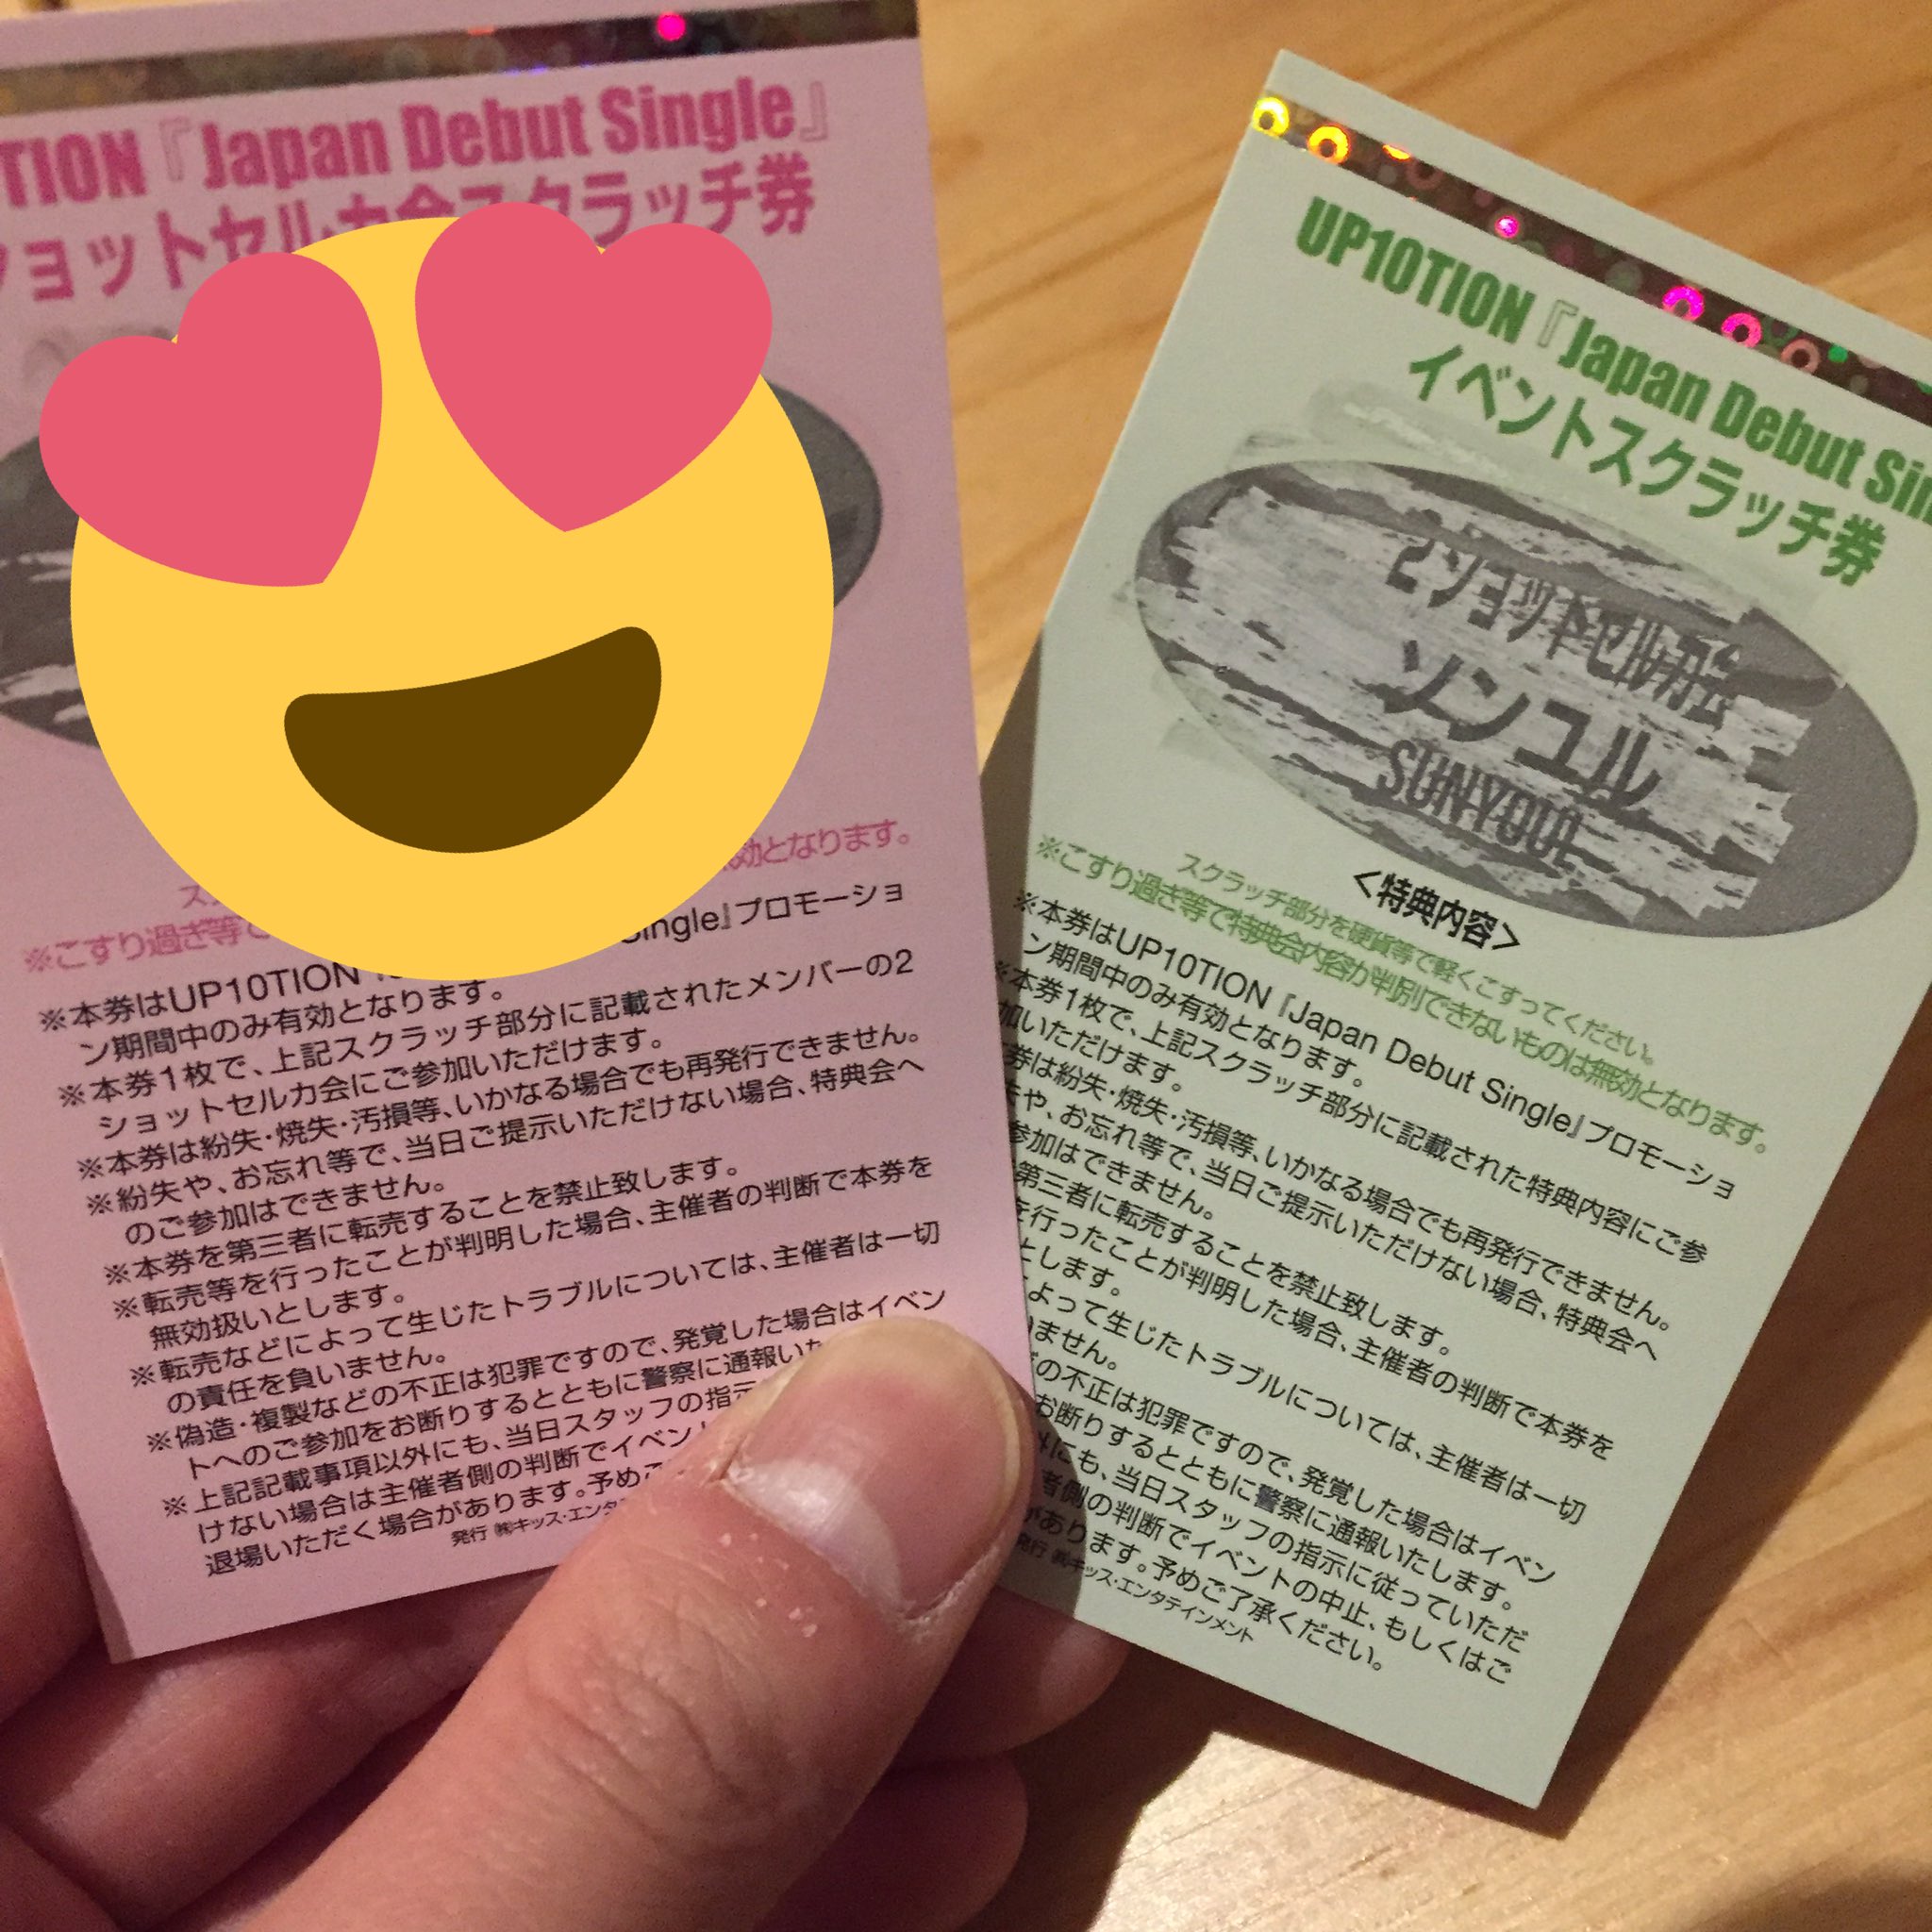 TION『Japan Debut Single』
ショットセルカ会スクラッチ券
効となります。
※こすり過ぎ等で
※本券はUP10TION
Single』プロモーショ
ン期間中のみ有効となります。
※本券1枚で、上記スクラッチ部分に記載されたメンバーの2
ショットセルカ会にご参加いただけます。
※本券は紛失・焼失・汚損等、いかなる場合でも再発行できません。
※紛失や、お忘れ等で、当日ご提示いただけない場合、特典会へ
のご参加はできません。
※本券を第三者に転売することを禁止致します。
※転売等を行ったことが判明した場合、主催者の判断で本券を
無効扱いとします。
※転売などによって生じたトラブルについては、主催者は一切
の責任を負いません。
※偽造・複製などの不正は犯罪ですので、発覚した場合はイベン
トへのご参加をお断りするとともに警察に通報いた
※上記記載事項以外にも、当日スタッフの指示
けない場合は主催者側の判断でイベン
退場いただく場合があります。予めご
発行 ㈱キッス・エンタ
UP10TION『Japan Debut Sin
イベントスクラッチ券
2ショットセルカ会
ソンユル
SUNYOUL
<特典内容>
スクラッチ部分を硬貨等で軽くこすってください。
※こすり過ぎ等で特典会内容が判別できないものは無効となります。
※本券はUP10TION『Japan Debut Single』プロモーショ
ン期間中のみ有効となります。
※本券1枚で、上記スクラッチ部分に記載された特典内容にご参
加いただけます。
券は紛失・焼失・汚損等、いかなる場合でも再発行できません。
失や、お忘れ等で、当日ご提示いただけない場合、特典会へ
参加はできません。
第三者に転売することを禁止致します。
を行ったことが判明した場合、主催者の判断で本券を
とします。
よって生じたトラブルについては、主催者は一切
いません。
の不正は犯罪ですので、発覚した場合はイベン
お断りするとともに警察に通報いたします。
外にも、当日スタッフの指示に従っていただ
者側の判断でイベントの中止、もしくはご
があります。予めご了承ください。
発行 ㈱キッス・エンタテインメント